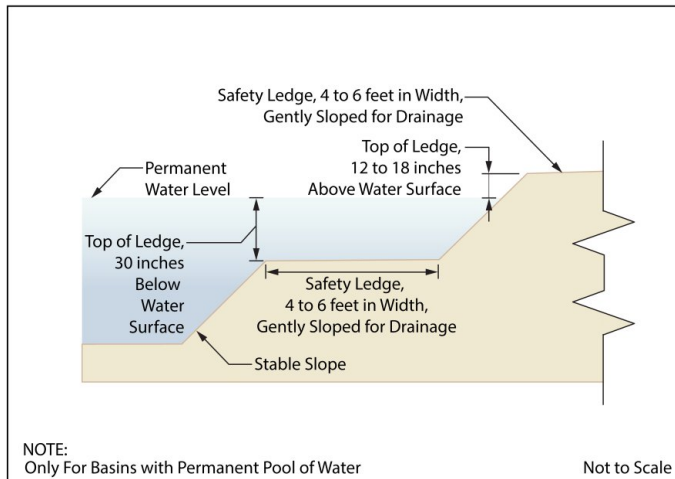 Safety Ledge, 4 to 6 feet in Width,
Gently Sloped for Drainage
Top of Ledge,
12 to 18 inches
Above Water Surface
Permanent
Water Level
Top of Ledge,
30 inches
Below
Water
Surface
Safety Ledge,
4 to 6 feet in Width,
Gently Sloped for Drainage
Stable Slope
NOTE:
Only For Basins with Permanent Pool of Water
Not to Scale